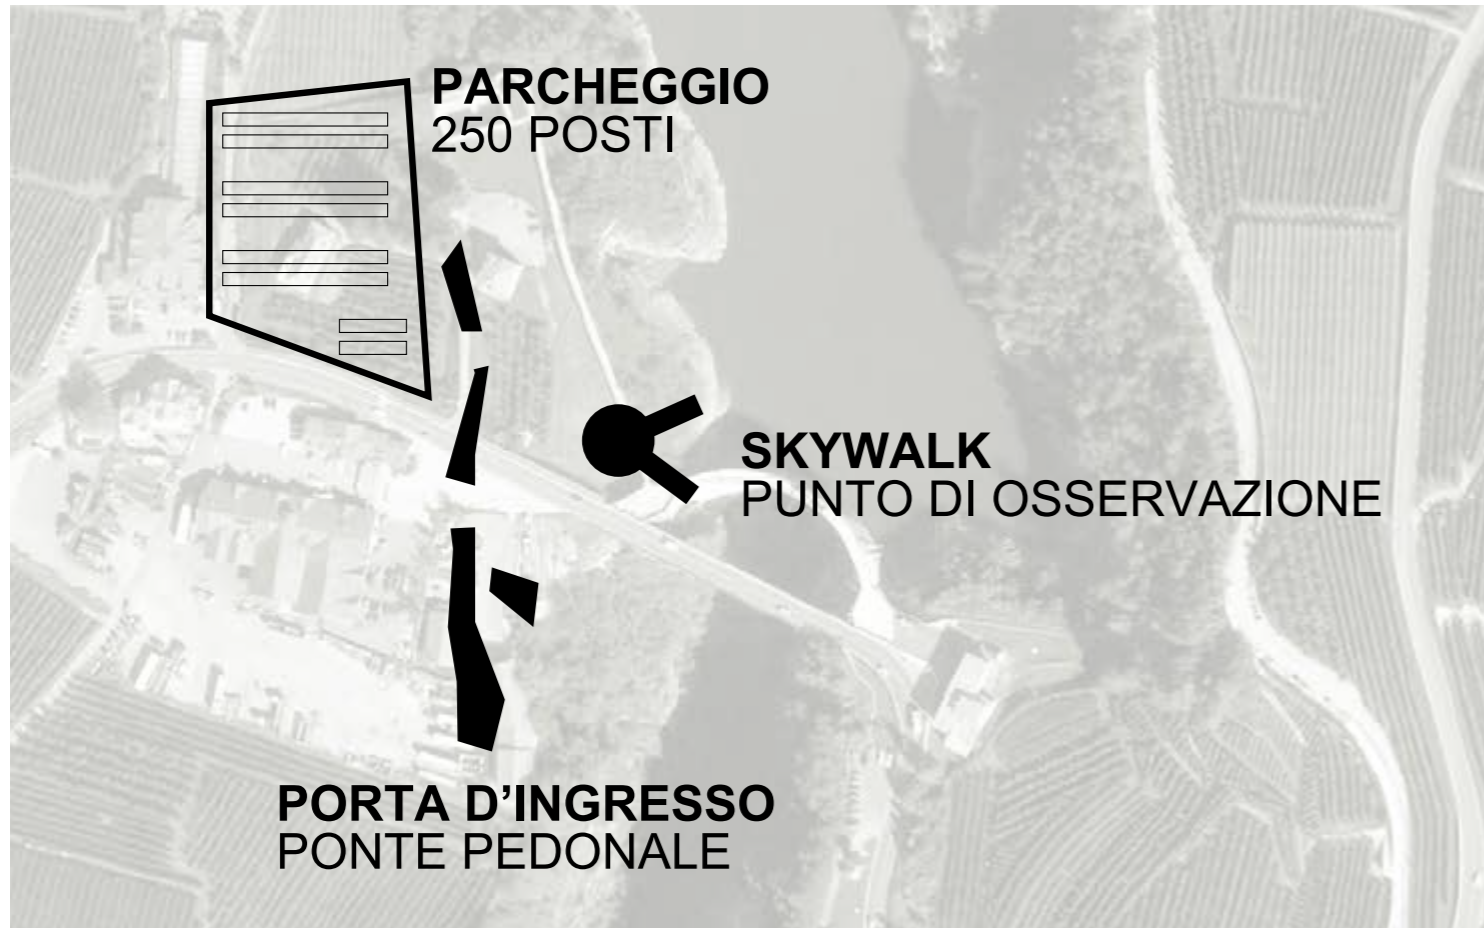 PARCHEGGIO
250 POSTI
SKYWALK
PUNTO DI OSSERVAZIONE
PORTA D’INGRESSO
PONTE PEDONALE